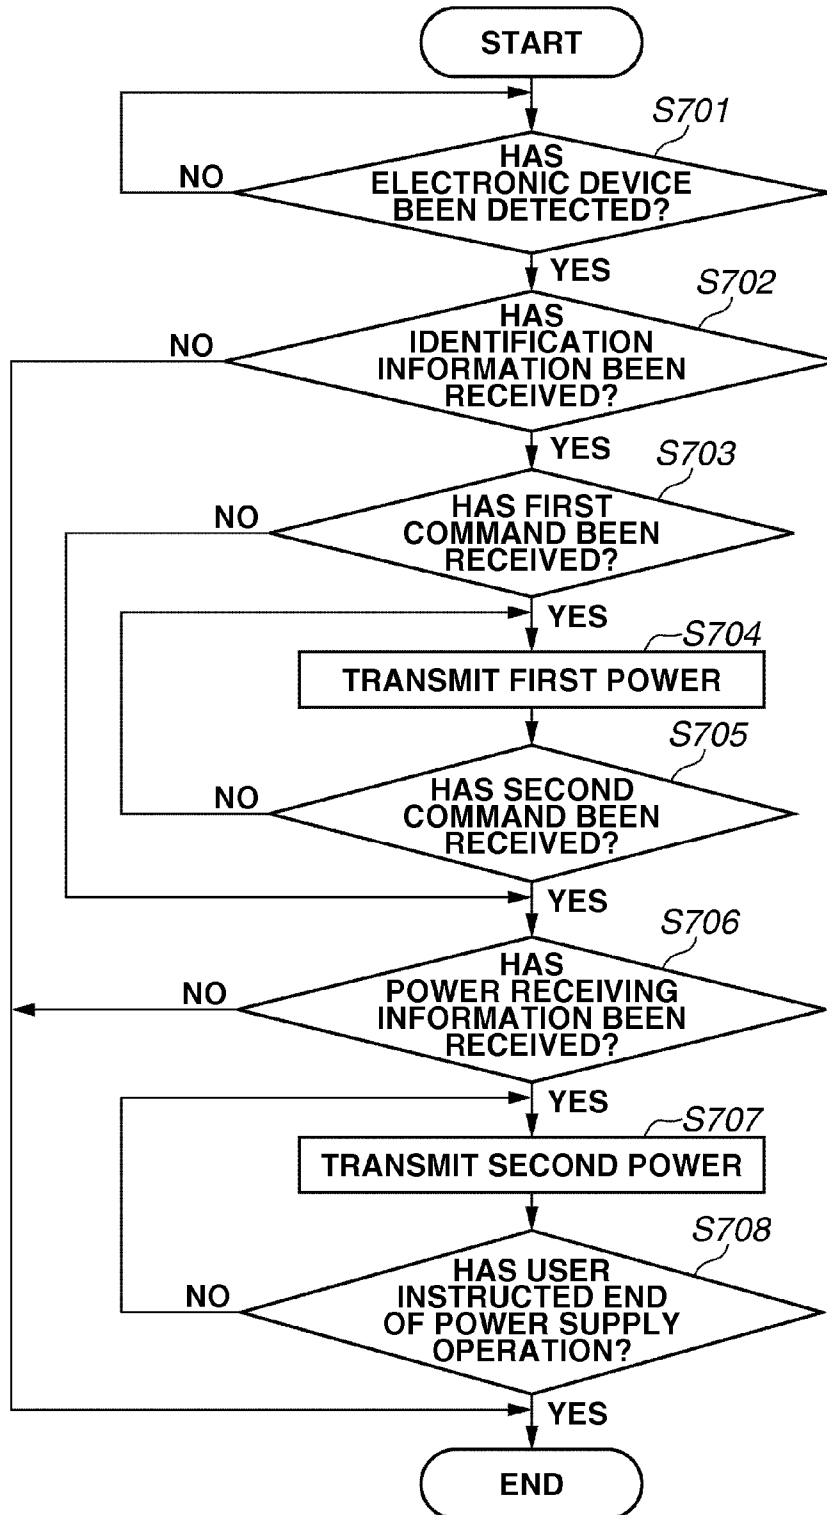 START
S701
HAS
ELECTRONIC DEVICE
BEEN DETECTED?
NO
YES
S702
HAS
IDENTIFICATION
INFORMATION BEEN
RECEIVED?
NO
YES
S703
HAS FIRST
COMMAND BEEN
RECEIVED?
NO
YES
S704
TRANSMIT FIRST POWER
S705
HAS SECOND
COMMAND BEEN
RECEIVED?
NO
YES
S706
HAS
POWER RECEIVING
INFORMATION BEEN
RECEIVED?
NO
YES
S707
TRANSMIT SECOND POWER
S708
HAS USER
INSTRUCTED END
OF POWER SUPPLY
OPERATION?
NO
YES
END